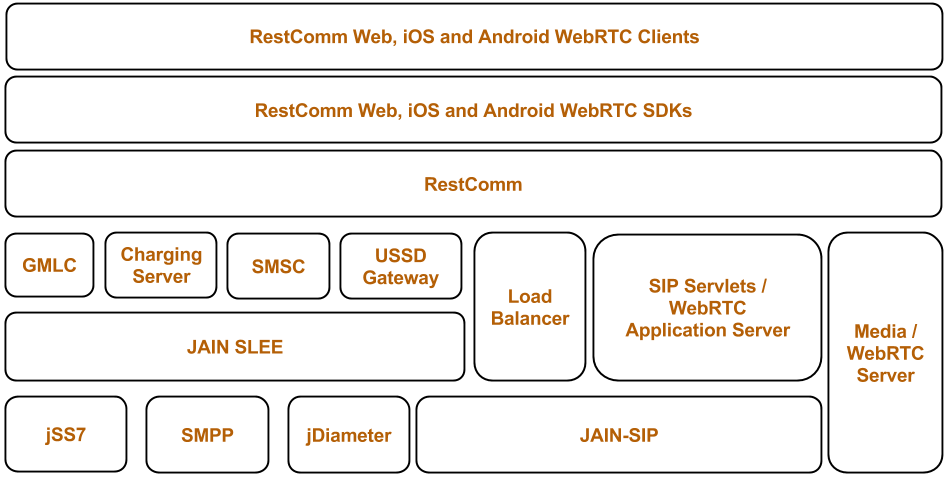 RestComm Web, iOS and Android WebRTC Clients
RestComm Web, iOS and Android WebRTC SDKs
RestComm
GMLC
Charging
Server
SMSC
USSD
Gateway
Load
Balancer
SIP Servlets /
WebRTC
Application Server
Media /
WebRTC
Server
JAIN SLEE
jSS7
SMPP
jDiameter
JAIN-SIP